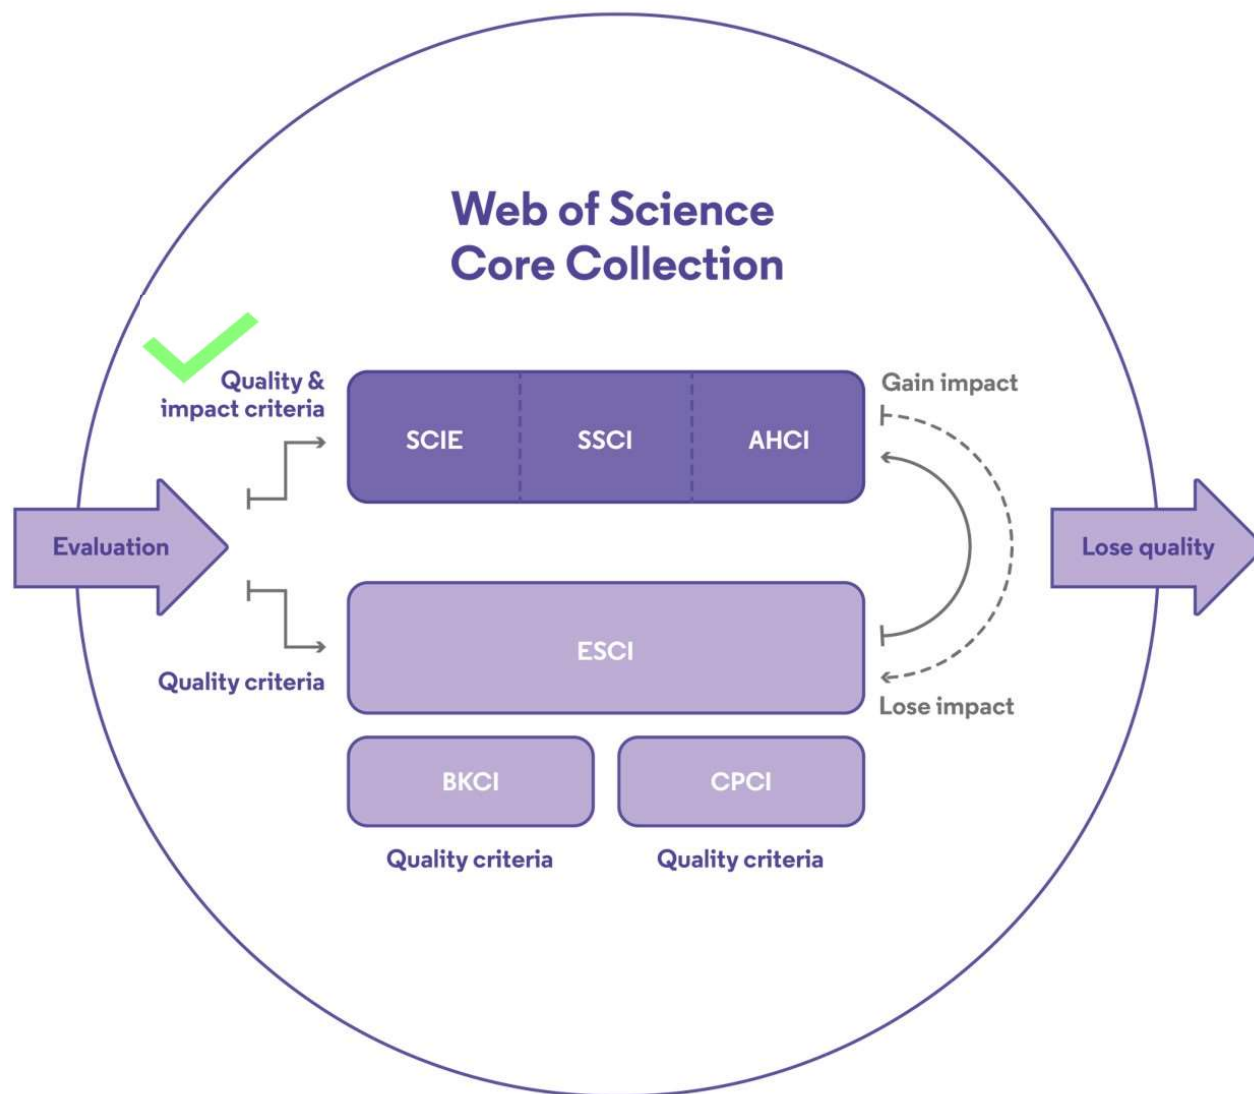 Web of Science
Core Collection
Quality &
impact criteria
SCIE
SSCI
AHCI
Gain impact
Evaluation
Lose quality
ESCI
Quality criteria
Lose impact
BKCI
CPCI
Quality criteria
Quality criteria